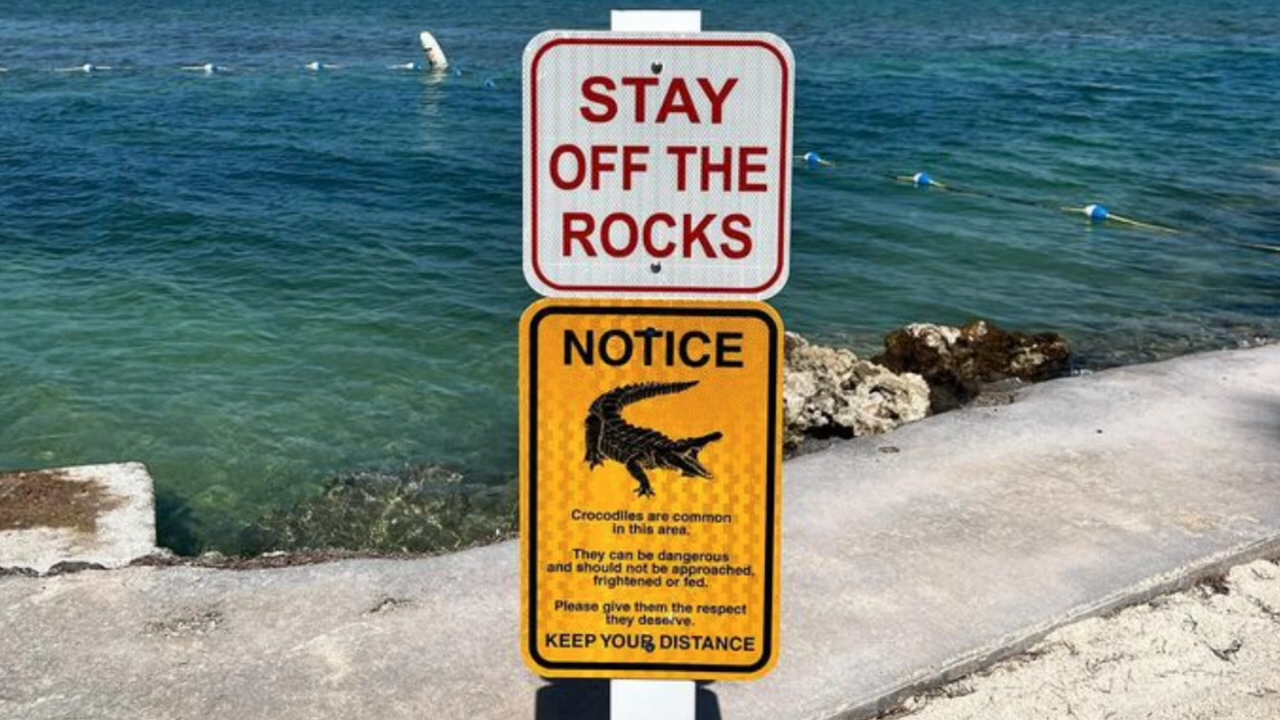 STAY
OFF THE
ROCKS
NOTICE
Crocodiles are common
in this area.
They can be dangerous
and should not be approached,
frightened or fed.
Please give them the respect
they deserve.
KEEP YOUR DISTANCE